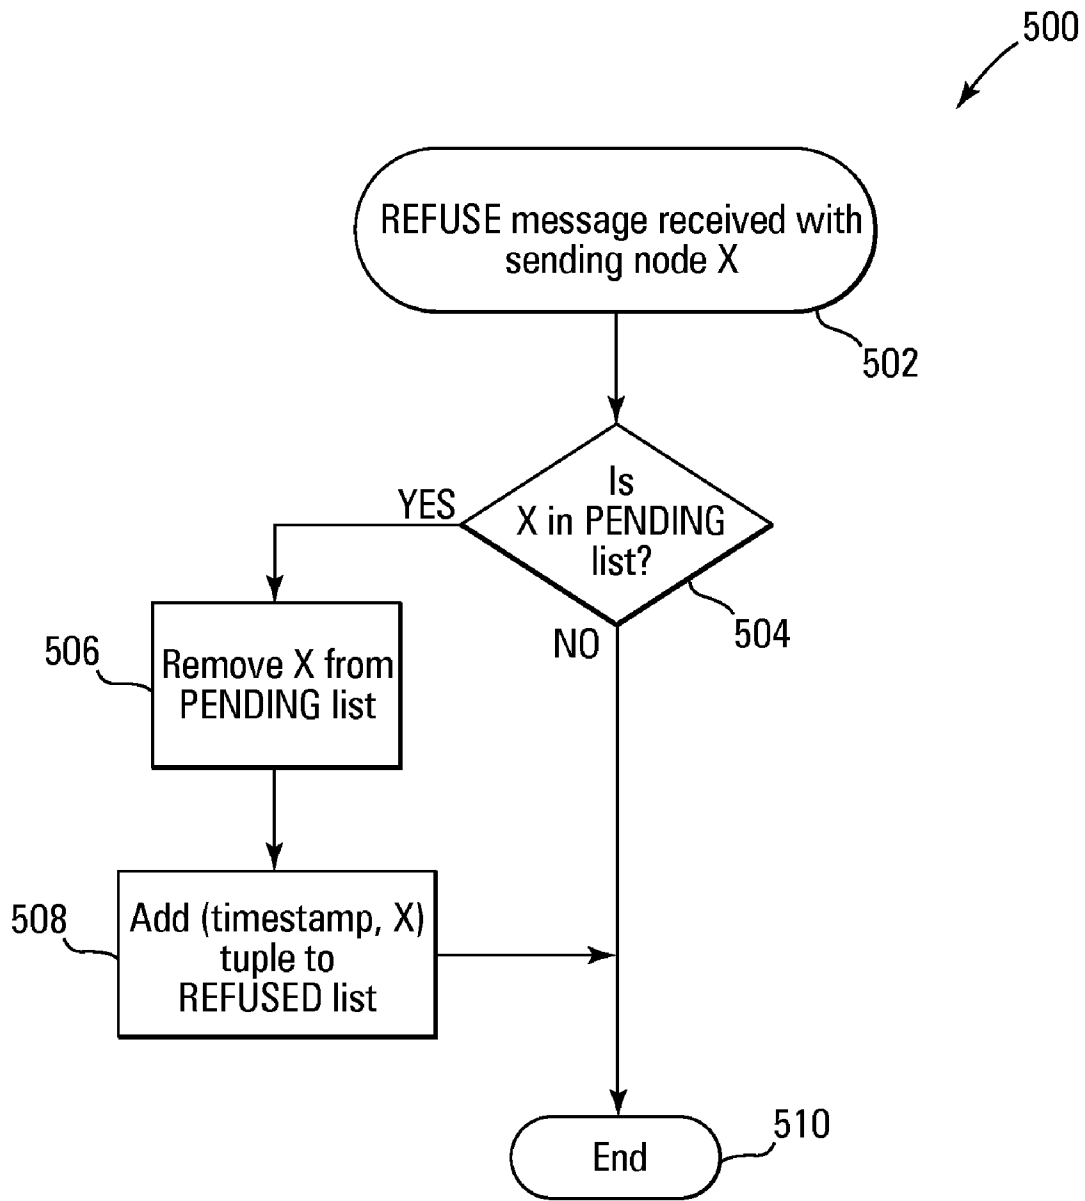 500
REFUSE message received with
sending node X
502
Is
X in PENDING
list?
YES
504
NO
506
Remove X from
PENDING list
508
Add (timestamp, X)
tuple to
REFUSED list
510
End